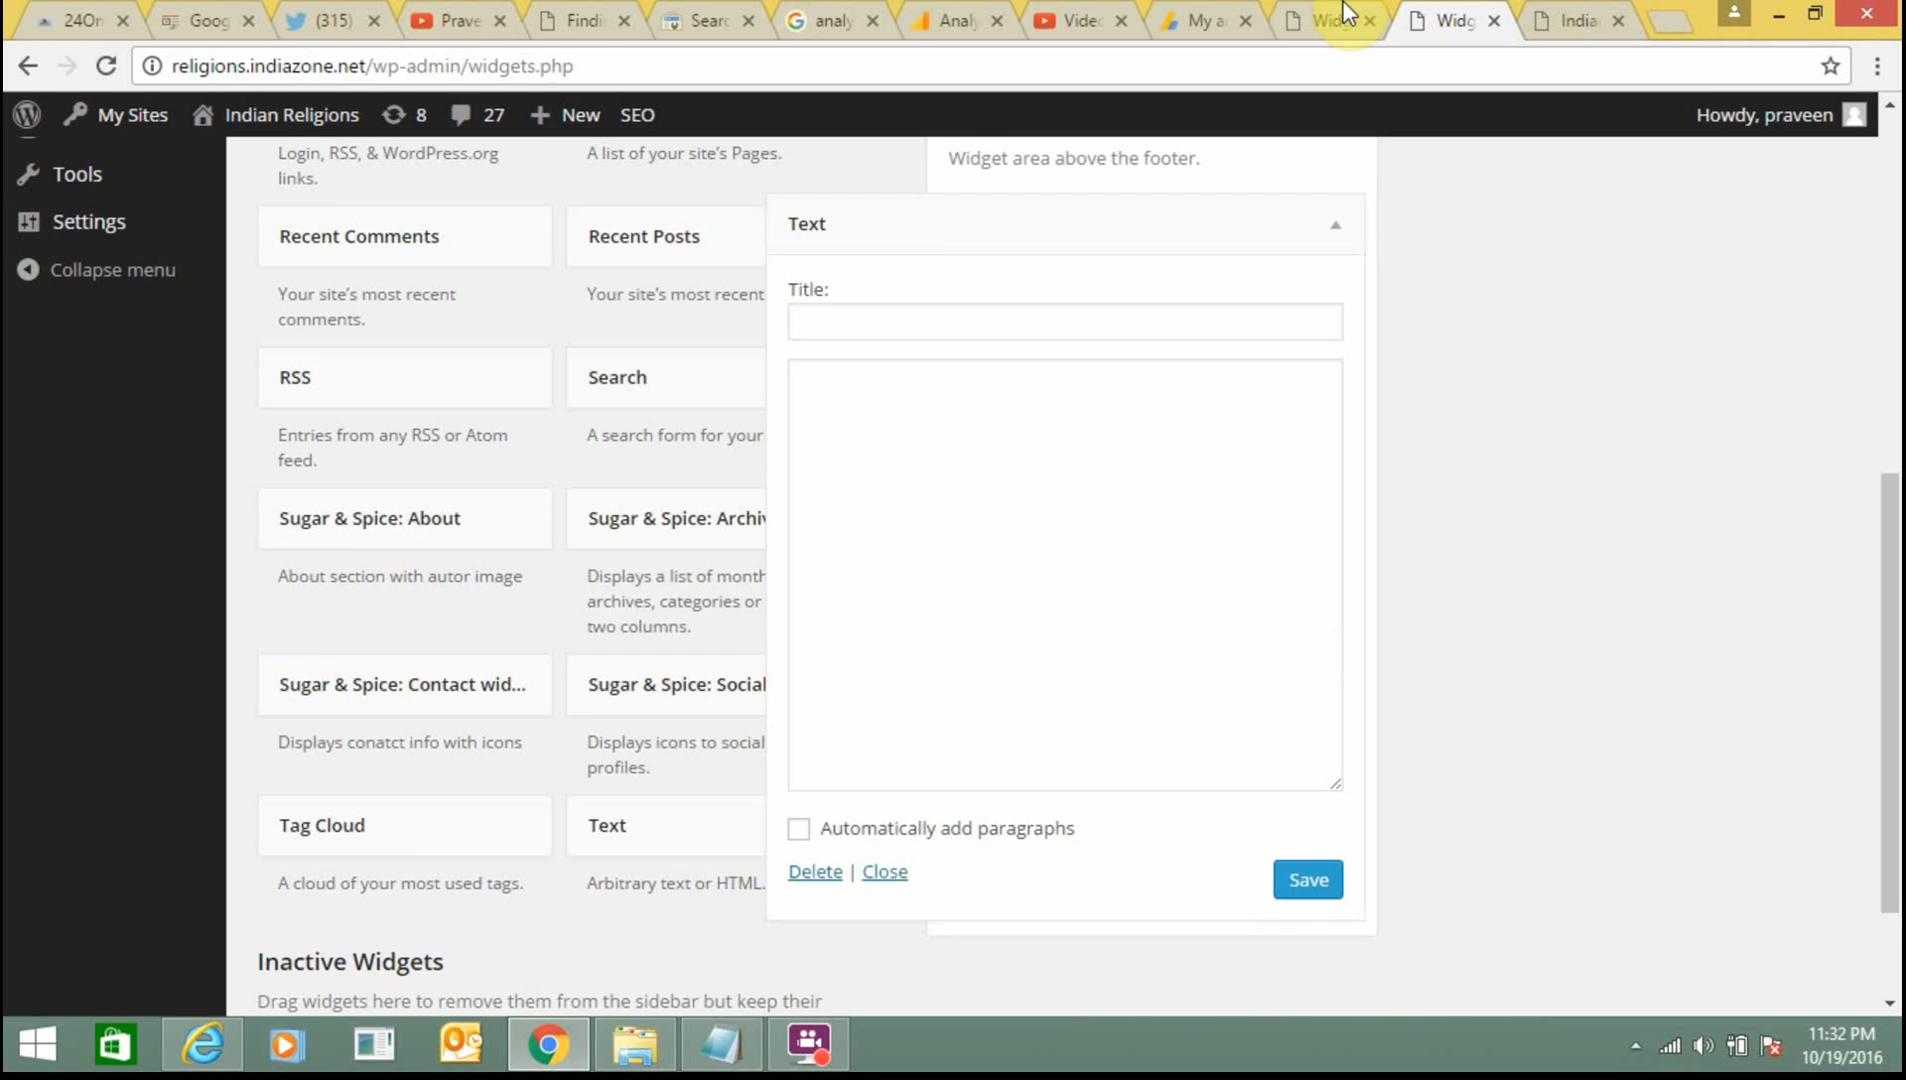 24On
Goog
(315)
Prave
Findi
Searc
analy
Analy
Videc
My a
Widg
Widg
India
religions.indiazone.net/wp-admin/widgets.php
My Sites
Indian Religions
8
27
New
SEO
Howdy, praveen
Tools
Settings
Collapse menu
Login, RSS, & WordPress.org
links.
A list of your site's Pages.
Widget area above the footer.
Recent Comments
Your site's most recent
comments.
Recent Posts
Your site's most recent
RSS
Entries from any RSS or Atom
feed.
Search
A search form for your
Sugar & Spice: About
About section with autor image
Sugar & Spice: Archiv
Displays a list of month
archives, categories or
two columns.
Sugar & Spice: Contact wid...
Displays conatct info with icons
Sugar & Spice: Social
Displays icons to social
profiles.
Tag Cloud
A cloud of your most used tags.
Text
Arbitrary text or HTML.
Text
Title:
Automatically add paragraphs
Delete | Close
Save
Inactive Widgets
Drag widgets here to remove them from the sidebar but keep their
11:32 PM
10/19/2016